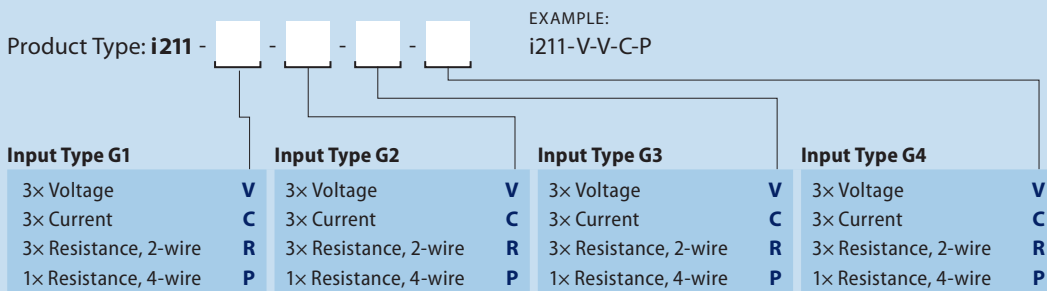 EXAMPLE:
Product Type: i211 - - - - i211-V-V-C-P
Input Type G1 Input Type G2 Input Type G3 Input Type G4
3× Voltage V 3× Voltage V 3× Voltage V 3× Voltage V
3× Current C 3× Current C 3× Current C 3× Current C
3× Resistance, 2-wire R 3× Resistance, 2-wire R 3× Resistance, 2-wire R 3× Resistance, 2-wire R
1× Resistance, 4-wire P 1× Resistance, 4-wire P 1× Resistance, 4-wire P 1× Resistance, 4-wire P